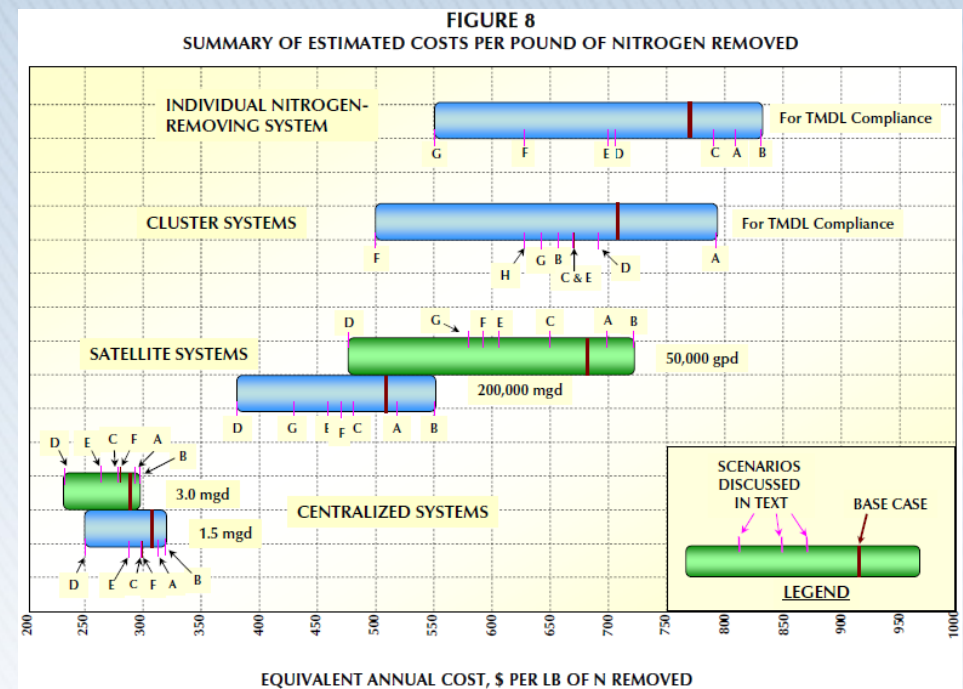 FIGURE 8
SUMMARY OF ESTIMATED COSTS PER POUND OF NITROGEN REMOVED
INDIVIDUAL NITROGEN-
REMOVING SYSTEM
For TMDL Compliance
G F E D C A B
CLUSTER SYSTEMS
For TMDL Compliance
F H G B C & E D A
D G F E C A B
SATELLITE SYSTEMS
50,000 gpd
200,000 mgd
D G E F C A B
D E C F A B
3.0 mgd
CENTRALIZED SYSTEMS
1.5 mgd
D E C F A B
SCENARIOS
DISCUSSED
IN TEXT
BASE CASE
LEGEND
200 250 300 350 400 450 500 550 600 650 700 750 800 850 900 950 1000
EQUIVALENT ANNUAL COST, $ PER LB OF N REMOVED